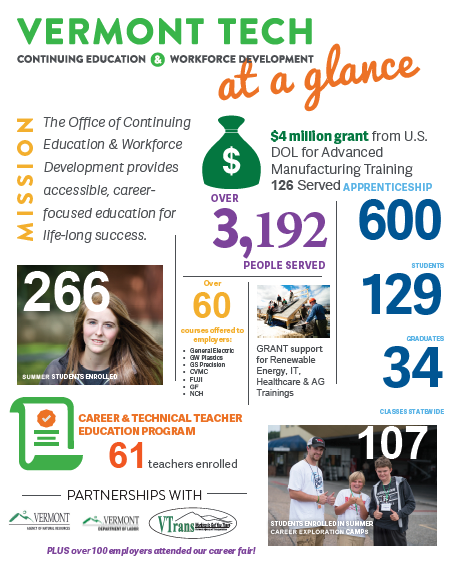 VERMONT TECH
CONTINUING EDUCATION & WORKFORCE DEVELOPMENT
at a glance
MISSION
The Office of Continuing
Education & Workforce
Development provides
accessible, career-
focused education for
life-long success.
$
$4 million grant from U.S.
DOL for Advanced
Manufacturing Training
126 Served
OVER
3,192
PEOPLE SERVED
APPRENTICESHIP
600
STUDENTS
129
GRADUATES
34
CLASSES STATEWIDE
266
SUMMER STUDENTS ENROLLED
Over
60
courses offered to
employers:
• General Electric
• GW Plastics
• GS Precision
• CVMC
• FUJI
• GF
• NCH
GRANT support
for Renewable
Energy, IT,
Healthcare & AG
Trainings
CAREER & TECHNICAL TEACHER
EDUCATION PROGRAM
61 teachers enrolled
107
STUDENTS ENROLLED IN SUMMER
CAREER EXPLORATION CAMPS
PARTNERSHIPS WITH
VERMONT
AGENCY OF NATURAL RESOURCES
VERMONT
DEPARTMENT OF LABOR
VTrans Working to Get You There
PLUS over 100 employers attended our career fair!